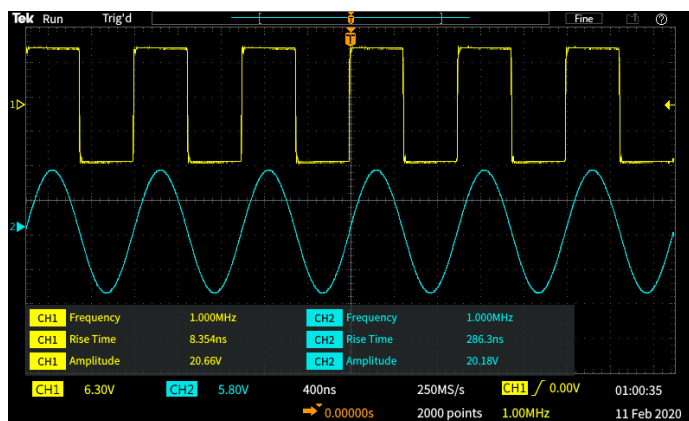 Tek Run Trig'd Fine
T
T
1
2
CH1 Frequency 1.000MHz CH2 Frequency 1.000MHz
CH1 Rise Time 8.354ns CH2 Rise Time 286.3ns
CH1 Amplitude 20.66V CH2 Amplitude 20.18V
CH1 6.30V CH2 5.80V 400ns 250MS/s CH1 0.00V 01:00:35
0.00000s 2000 points 1.00MHz 11 Feb 2020